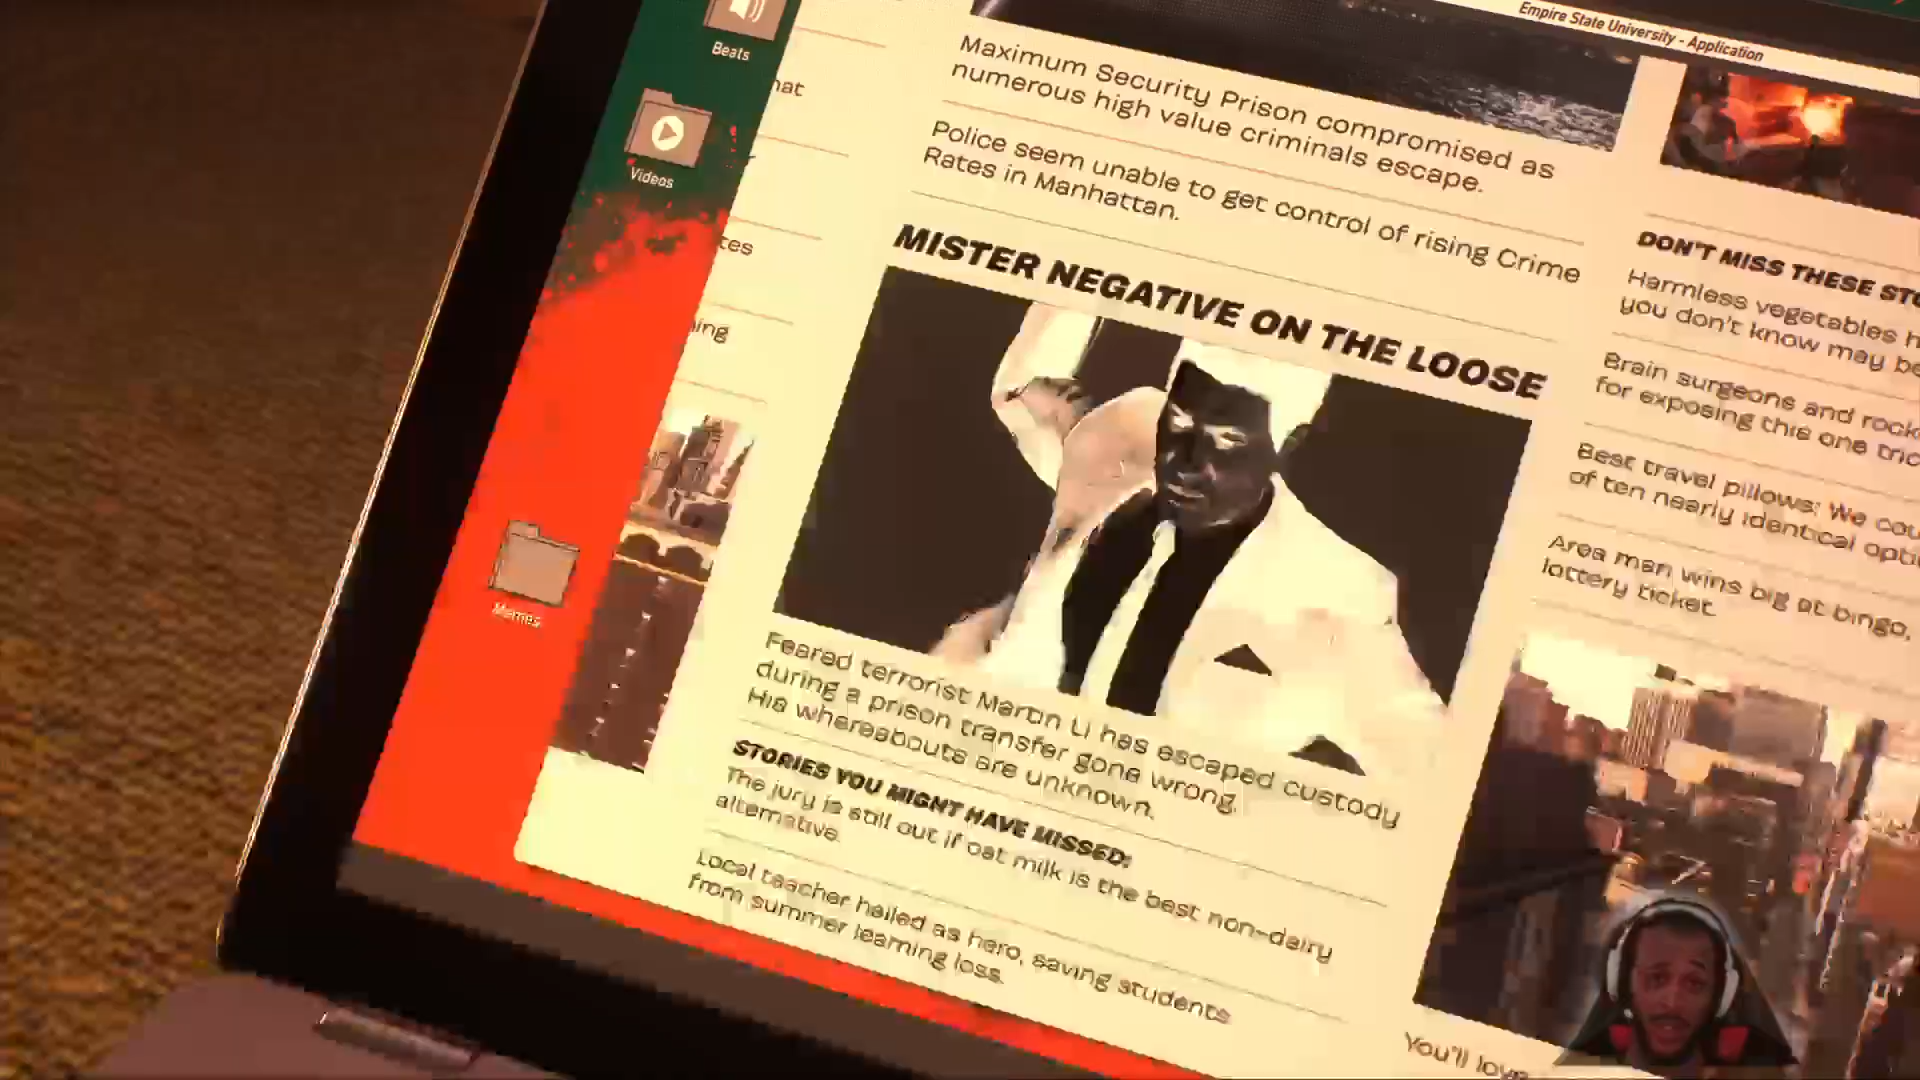 Empire State University - Application
Beats
Videos
Memes
Maximum Security Prison compromised as
numerous high value criminals escape.
Police seem unable to get control of rising Crime
Rates in Manhattan.
MISTER NEGATIVE ON THE LOOSE
Feared terrorist Martin Li has escaped custody
during a prison transfer gone wrong.
His whereabouts are unknown.
STORIES YOU MIGHT HAVE MISSED:
The jury is still out if oat milk is the best non-dairy
alternative.
Local teacher hailed as hero, saving students
from summer learning loss.
DON'T MISS THESE
Harmless vegetables
you don't know may be
Brain surgeons and
for exposing this one
Best travel pillows: We
of ten nearly identical
Area man wins big at bingo,
lottery ticket.
You'll love